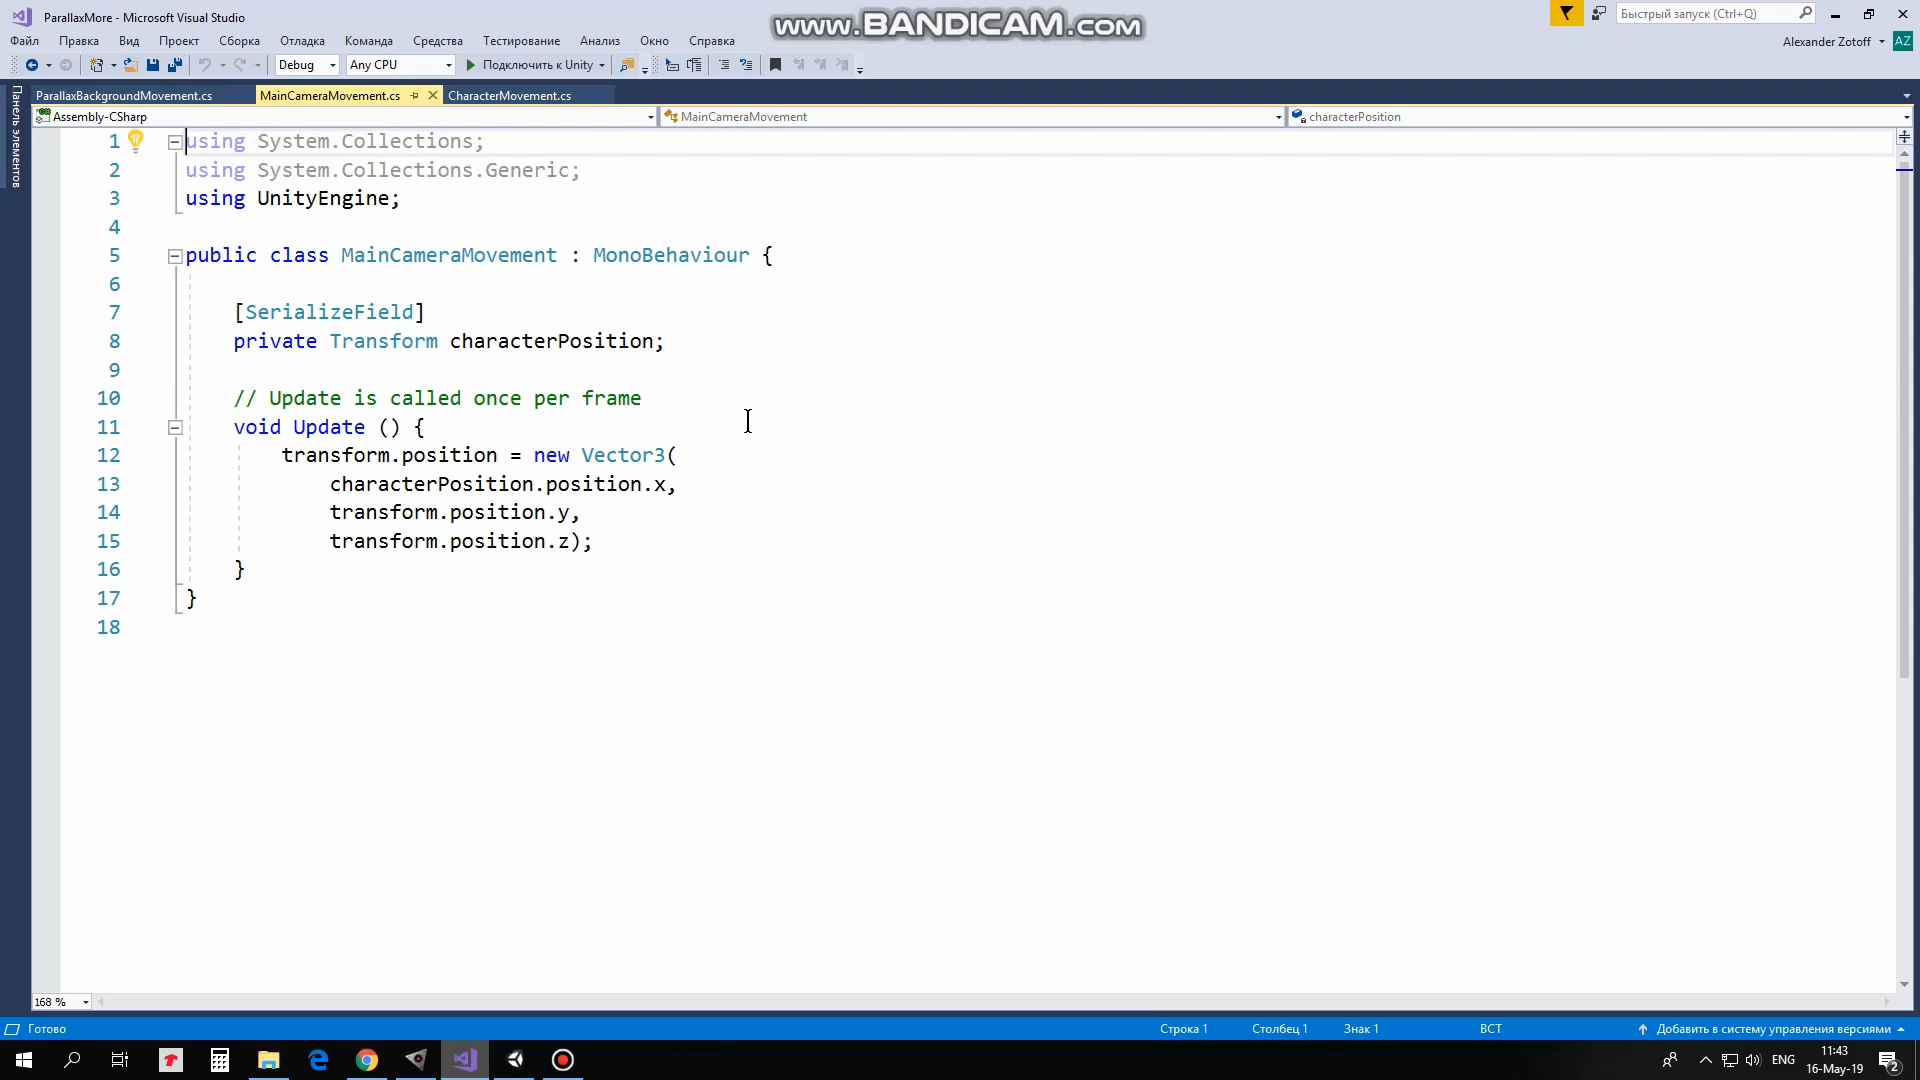 ParallaxMore - Microsoft Visual Studio
www.BANDICAM.com
Быстрый запуск (Ctrl+Q)
Файл Правка Вид Проект Сборка Отладка Команда Средства Тестирование Анализ Окно Справка
Alexander Zotoff AZ
Debug Any CPU Подключить к Unity
Панель элементов
ParallaxBackgroundMovement.cs MainCameraMovement.cs CharacterMovement.cs
Assembly-CSharp MainCameraMovement characterPosition
1 using System.Collections;
2 using System.Collections.Generic;
3 using UnityEngine;
4
5 public class MainCameraMovement : MonoBehaviour {
6
7 [SerializeField]
8 private Transform characterPosition;
9
10 // Update is called once per frame
11 void Update () {
12 transform.position = new Vector3(
13 characterPosition.position.x,
14 transform.position.y,
15 transform.position.z);
16 }
17 }
18
168 %
Готово Строка 1 Столбец 1 Знак 1 ВСТ Добавить в систему управления версиями
ENG 11:43
16-May-19 2